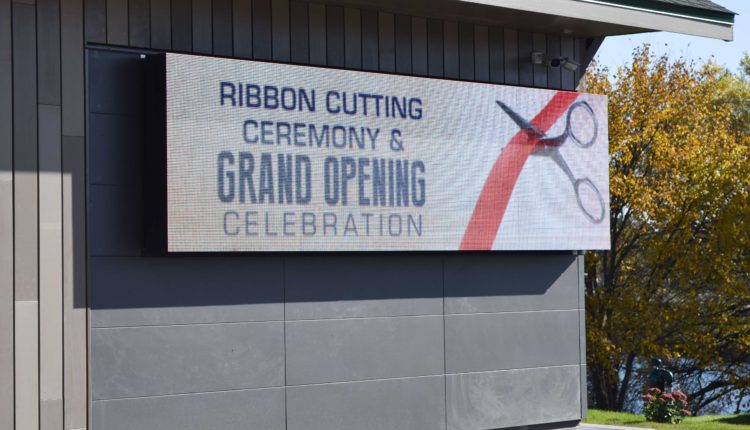 RIBBON CUTTING
CEREMONY &
GRAND OPENING
CELEBRATION